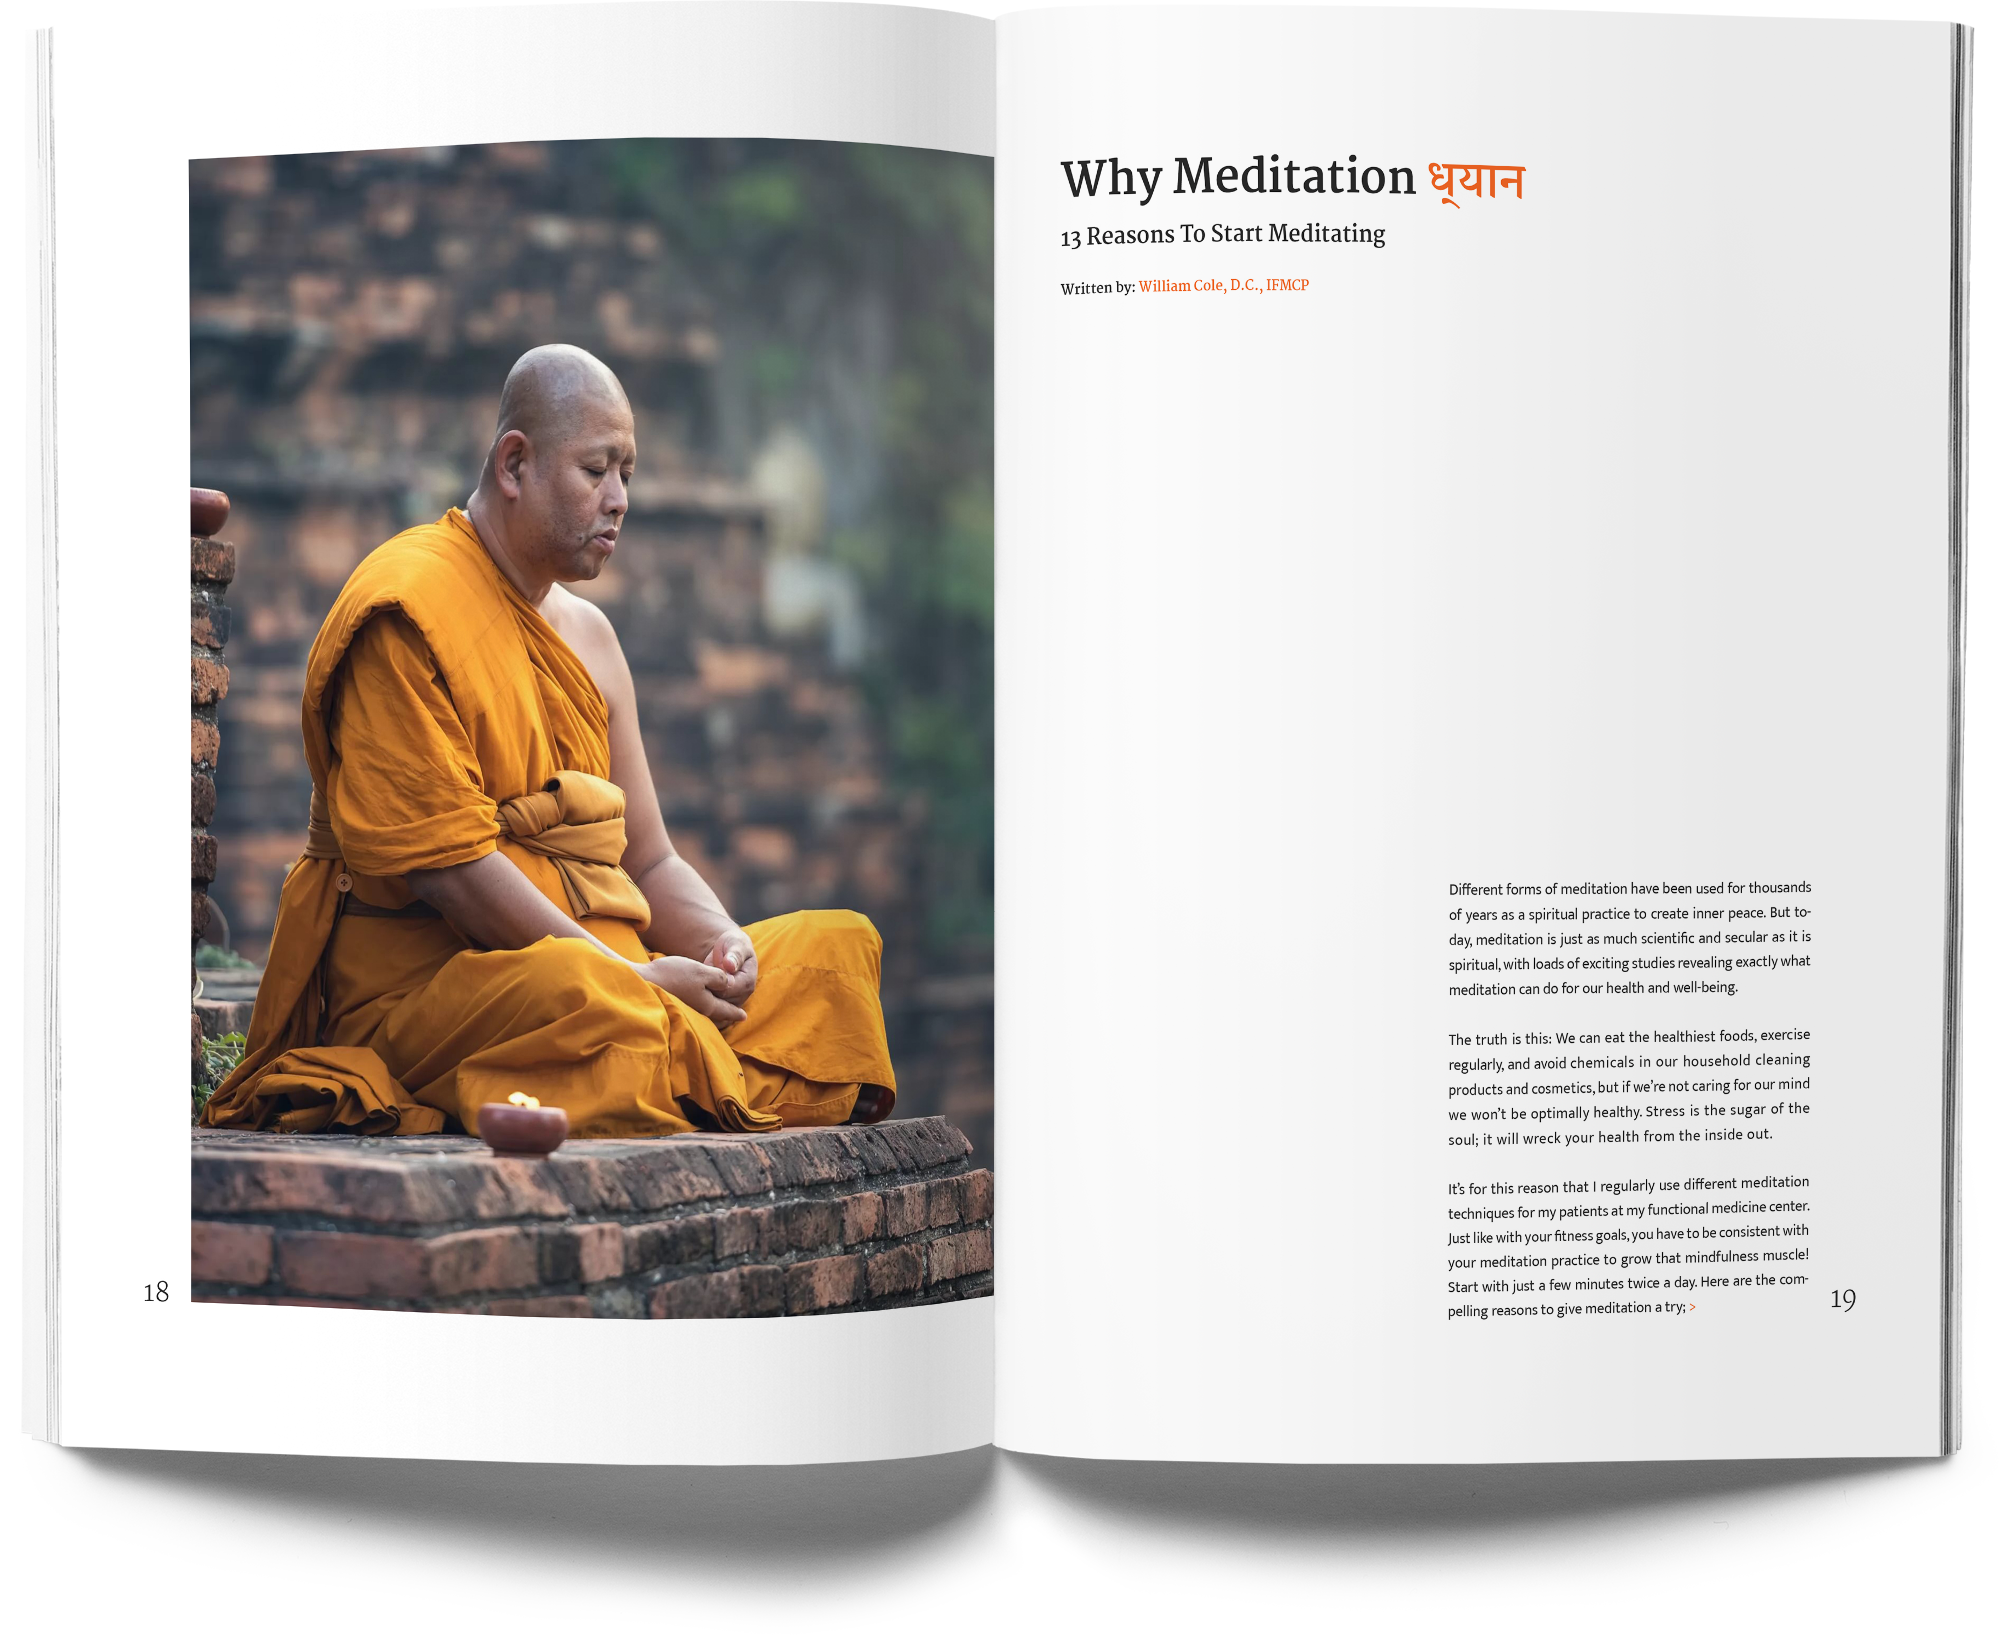 Why Meditation ध्‌यान
13 Reasons To Start Meditating
Written by: William Cole, D.C., IFMCP
Different forms of meditation have been used for thousands
of years as a spiritual practice to create inner peace. But to-
day, meditation is just as much scientific and secular as it is
spiritual, with loads of exciting studies revealing exactly what
meditation can do for our health and well-being.
The truth is this: We can eat the healthiest foods, exercise
regularly, and avoid chemicals in our household cleaning
products and cosmetics, but if we’re not caring for our mind
we won’t be optimally healthy. Stress is the sugar of the
soul; it will wreck your health from the inside out.
It’s for this reason that I regularly use different meditation
techniques for my patients at my functional medicine center.
Just like with your fitness goals, you have to be consistent with
your meditation practice to grow that mindfulness muscle!
Start with just a few minutes twice a day. Here are the com-
pelling reasons to give meditation a try; >
18
19